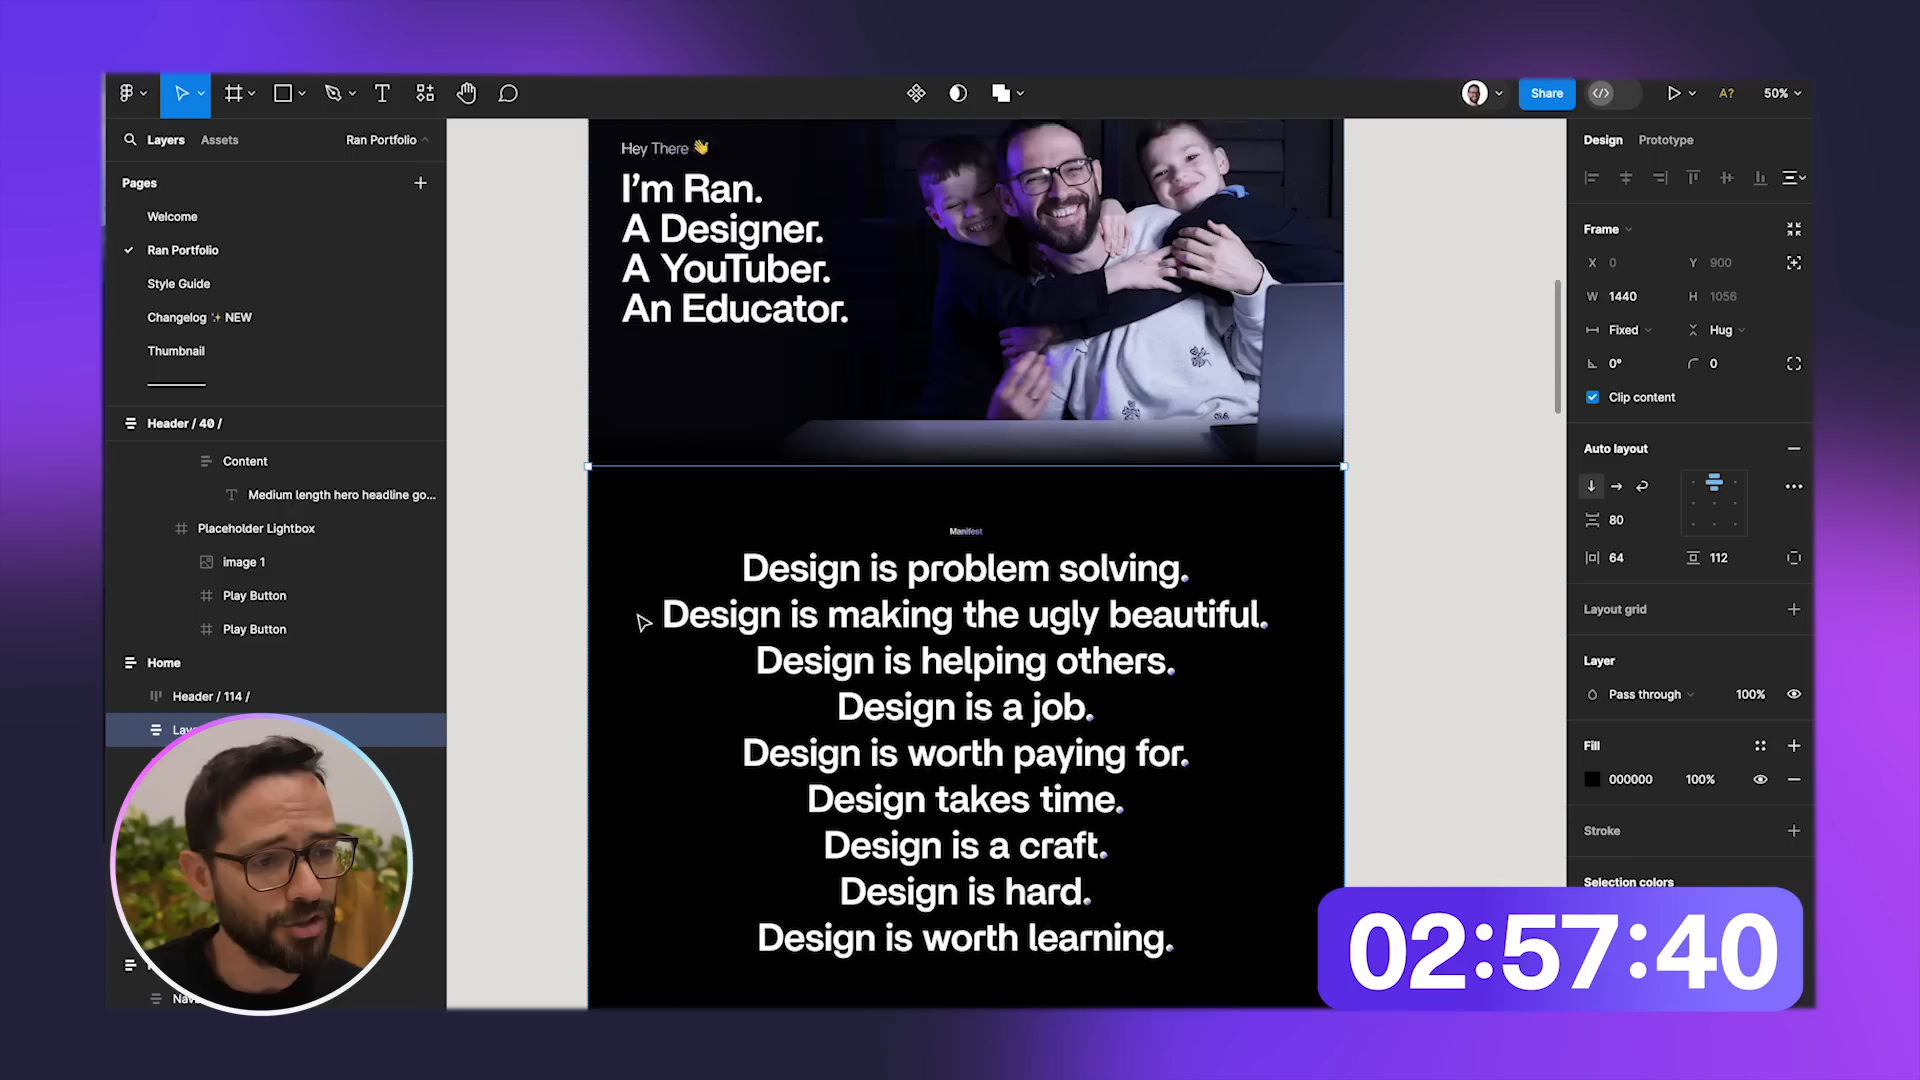 Share
</>
A?
50%
Layers
Assets
Ran Portfolio
Pages
Welcome
Ran Portfolio
Style Guide
Changelog ✨ NEW
Thumbnail
Header / 40 /
Content
Medium length hero headline go...
Placeholder Lightbox
image 1
Play Button
Play Button
Home
Header / 114 /
Hey There 👋
I'm Ran.
A Designer.
A YouTuber.
An Educator.
Manifest
Design is problem solving.
Design is making the ugly beautiful.
Design is helping others.
Design is a job.
Design is worth paying for.
Design takes time.
Design is a craft.
Design is hard.
Design is worth learning.
Design
Prototype
Frame
X 0
Y 900
W 1440
H 1056
Fixed
Hug
0°
0
Clip content
Auto layout
80
64
112
Layout grid
Layer
Pass through
100%
Fill
000000
100%
Stroke
Selection colors
02:57:40